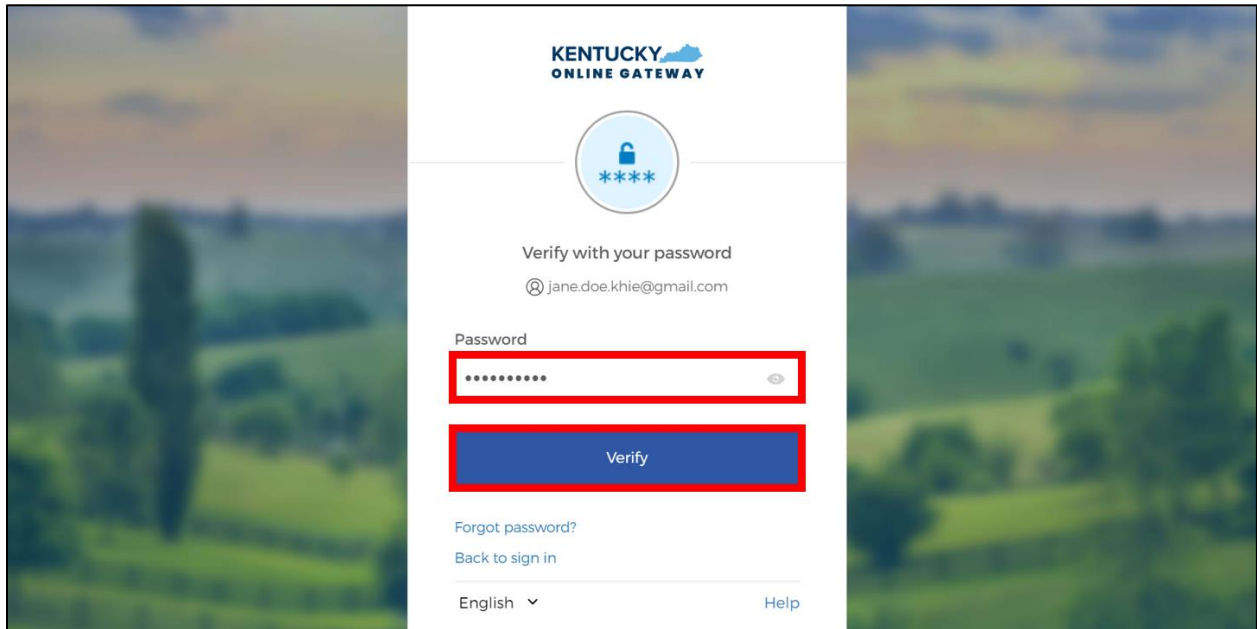 KENTUCKY
ONLINE GATEWAY
****
Verify with your password
jane.doe.khie@gmail.com
Password
••••••••••
Verify
Forgot password?
Back to sign in
English
Help